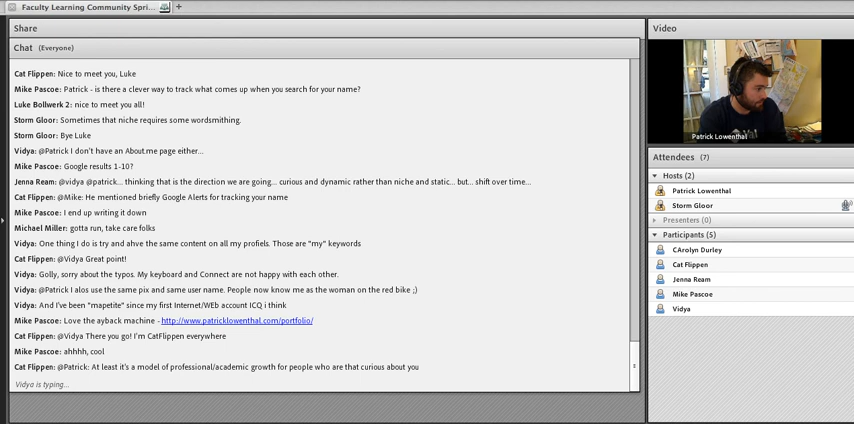 Faculty Learning Community Spri...
Share
Chat (Everyone)
Cat Flippen: Nice to meet you, Luke
Mike Pascoe: Patrick - is there a clever way to track what comes up when you search for your name?
Luke Bollwerk 2: nice to meet you all!
Storm Gloor: Sometimes that niche requires some wordsmithing.
Storm Gloor: Bye Luke
Vidya: @Patrick I don't have an About.me page either...
Mike Pascoe: Google results 1-10?
Jenna Ream: @vidya @patrick... thinking that is the direction we are going... curious and dynamic rather than niche and static... but... shift over time...
Cat Flippen: @Mike: He mentioned briefly Google Alerts for tracking your name
Mike Pascoe: I end up writing it down
Michael Miller: gotta run, take care folks
Vidya: One thing I do is try and ahve the same content on all my profiels. Those are "my" keywords
Cat Flippen: @Vidya Great point!
Vidya: Golly, sorry about the typos. My keyboard and Connect are not happy with each other.
Vidya: @Patrick I alos use the same pix and same user name. People now know me as the woman on the red bike ;)
Vidya: And I've been "mapetite" since my first Internet/WEb account ICQ i think
Mike Pascoe: Love the ayback machine - http://www.patricklowenthal.com/portfolio/
Cat Flippen: @Vidya There you go! I'm CatFlippen everywhere
Mike Pascoe: ahhhh, cool
Cat Flippen: @Patrick: At least it's a model of professional/academic growth for people who are that curious about you
Vidya is typing...
Video
Patrick Lowenthal
Attendees (7)
Hosts (2)
Patrick Lowenthal
Storm Gloor
Presenters (0)
Participants (5)
CArolyn Durley
Cat Flippen
Jenna Ream
Mike Pascoe
Vidya